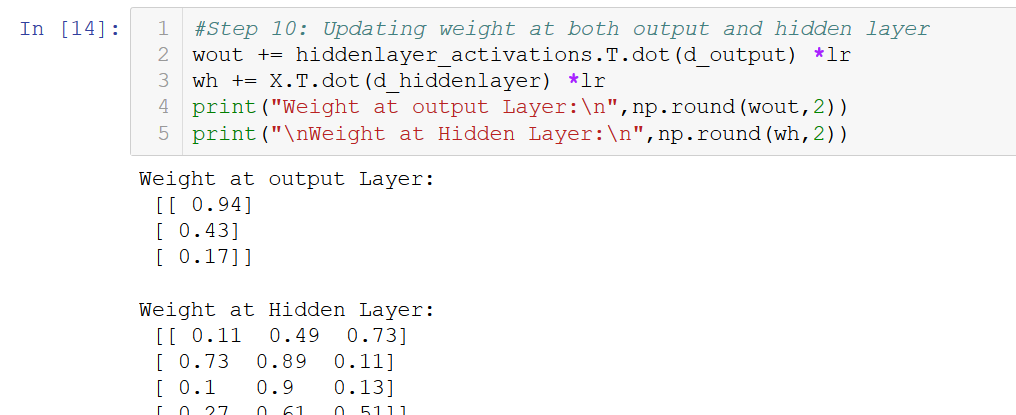 In [14]:
1 #Step 10: Updating weight at both output and hidden layer
2 wout += hiddenlayer_activations.T.dot(d_output) *lr
3 wh += X.T.dot(d_hiddenlayer) *lr
4 print("Weight at output Layer:\n",np.round(wout,2))
5 print("\nWeight at Hidden Layer:\n",np.round(wh,2))
Weight at output Layer:
[[ 0.94]
[ 0.43]
[ 0.17]]
Weight at Hidden Layer:
[[ 0.11 0.49 0.73]
[ 0.73 0.89 0.11]
[ 0.1 0.9 0.13]
[ 0.27 0.61 0.51]]